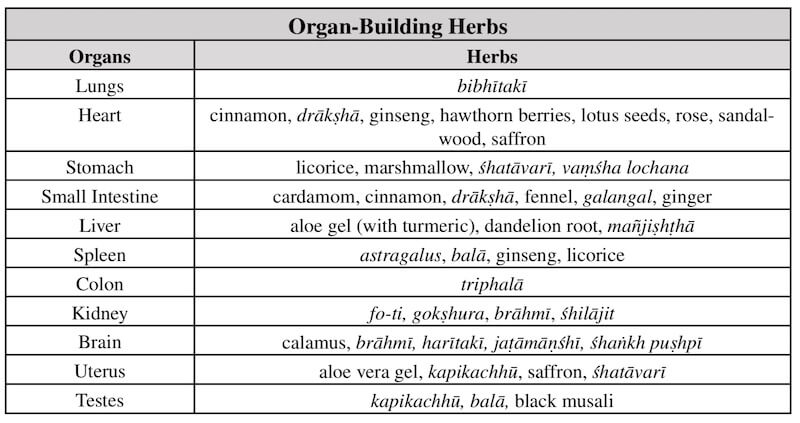 Organ-Building Herbs
Organs Herbs
Lungs bibhītakī
Heart cinnamon, drākṣhā, ginseng, hawthorn berries, lotus seeds, rose, sandal-
wood, saffron
Stomach licorice, marshmallow, śhatāvarī, vaṃśha lochana
Small Intestine cardamom, cinnamon, drākṣhā, fennel, galangal, ginger
Liver aloe gel (with turmeric), dandelion root, mañjiṣhṭhā
Spleen astragalus, balā, ginseng, licorice
Colon triphalā
Kidney fo-ti, gokṣhura, brāhmī, śhilājit
Brain calamus, brāhmī, harītakī, jaṭāmāṇśhī, śhaṅkh puṣhpī
Uterus aloe vera gel, kapikachhū, saffron, śhatāvarī
Testes kapikachhū, balā, black musali